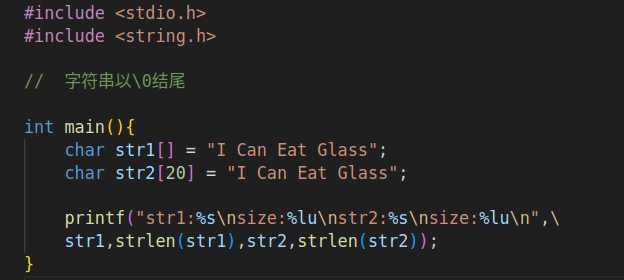 #include <stdio.h>
#include <string.h>
//  字符串以\0结尾
int main(){
    char str1[] = "I Can Eat Glass";
    char str2[20] = "I Can Eat Glass";
    printf("str1:%s\nsize:%lu\nstr2:%s\nsize:%lu\n",\
    str1,strlen(str1),str2,strlen(str2));
}